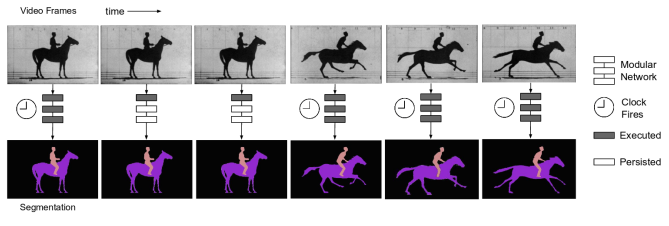 Video Frames
time
Modular
Network
Clock
Fires
Executed
Persisted
Segmentation